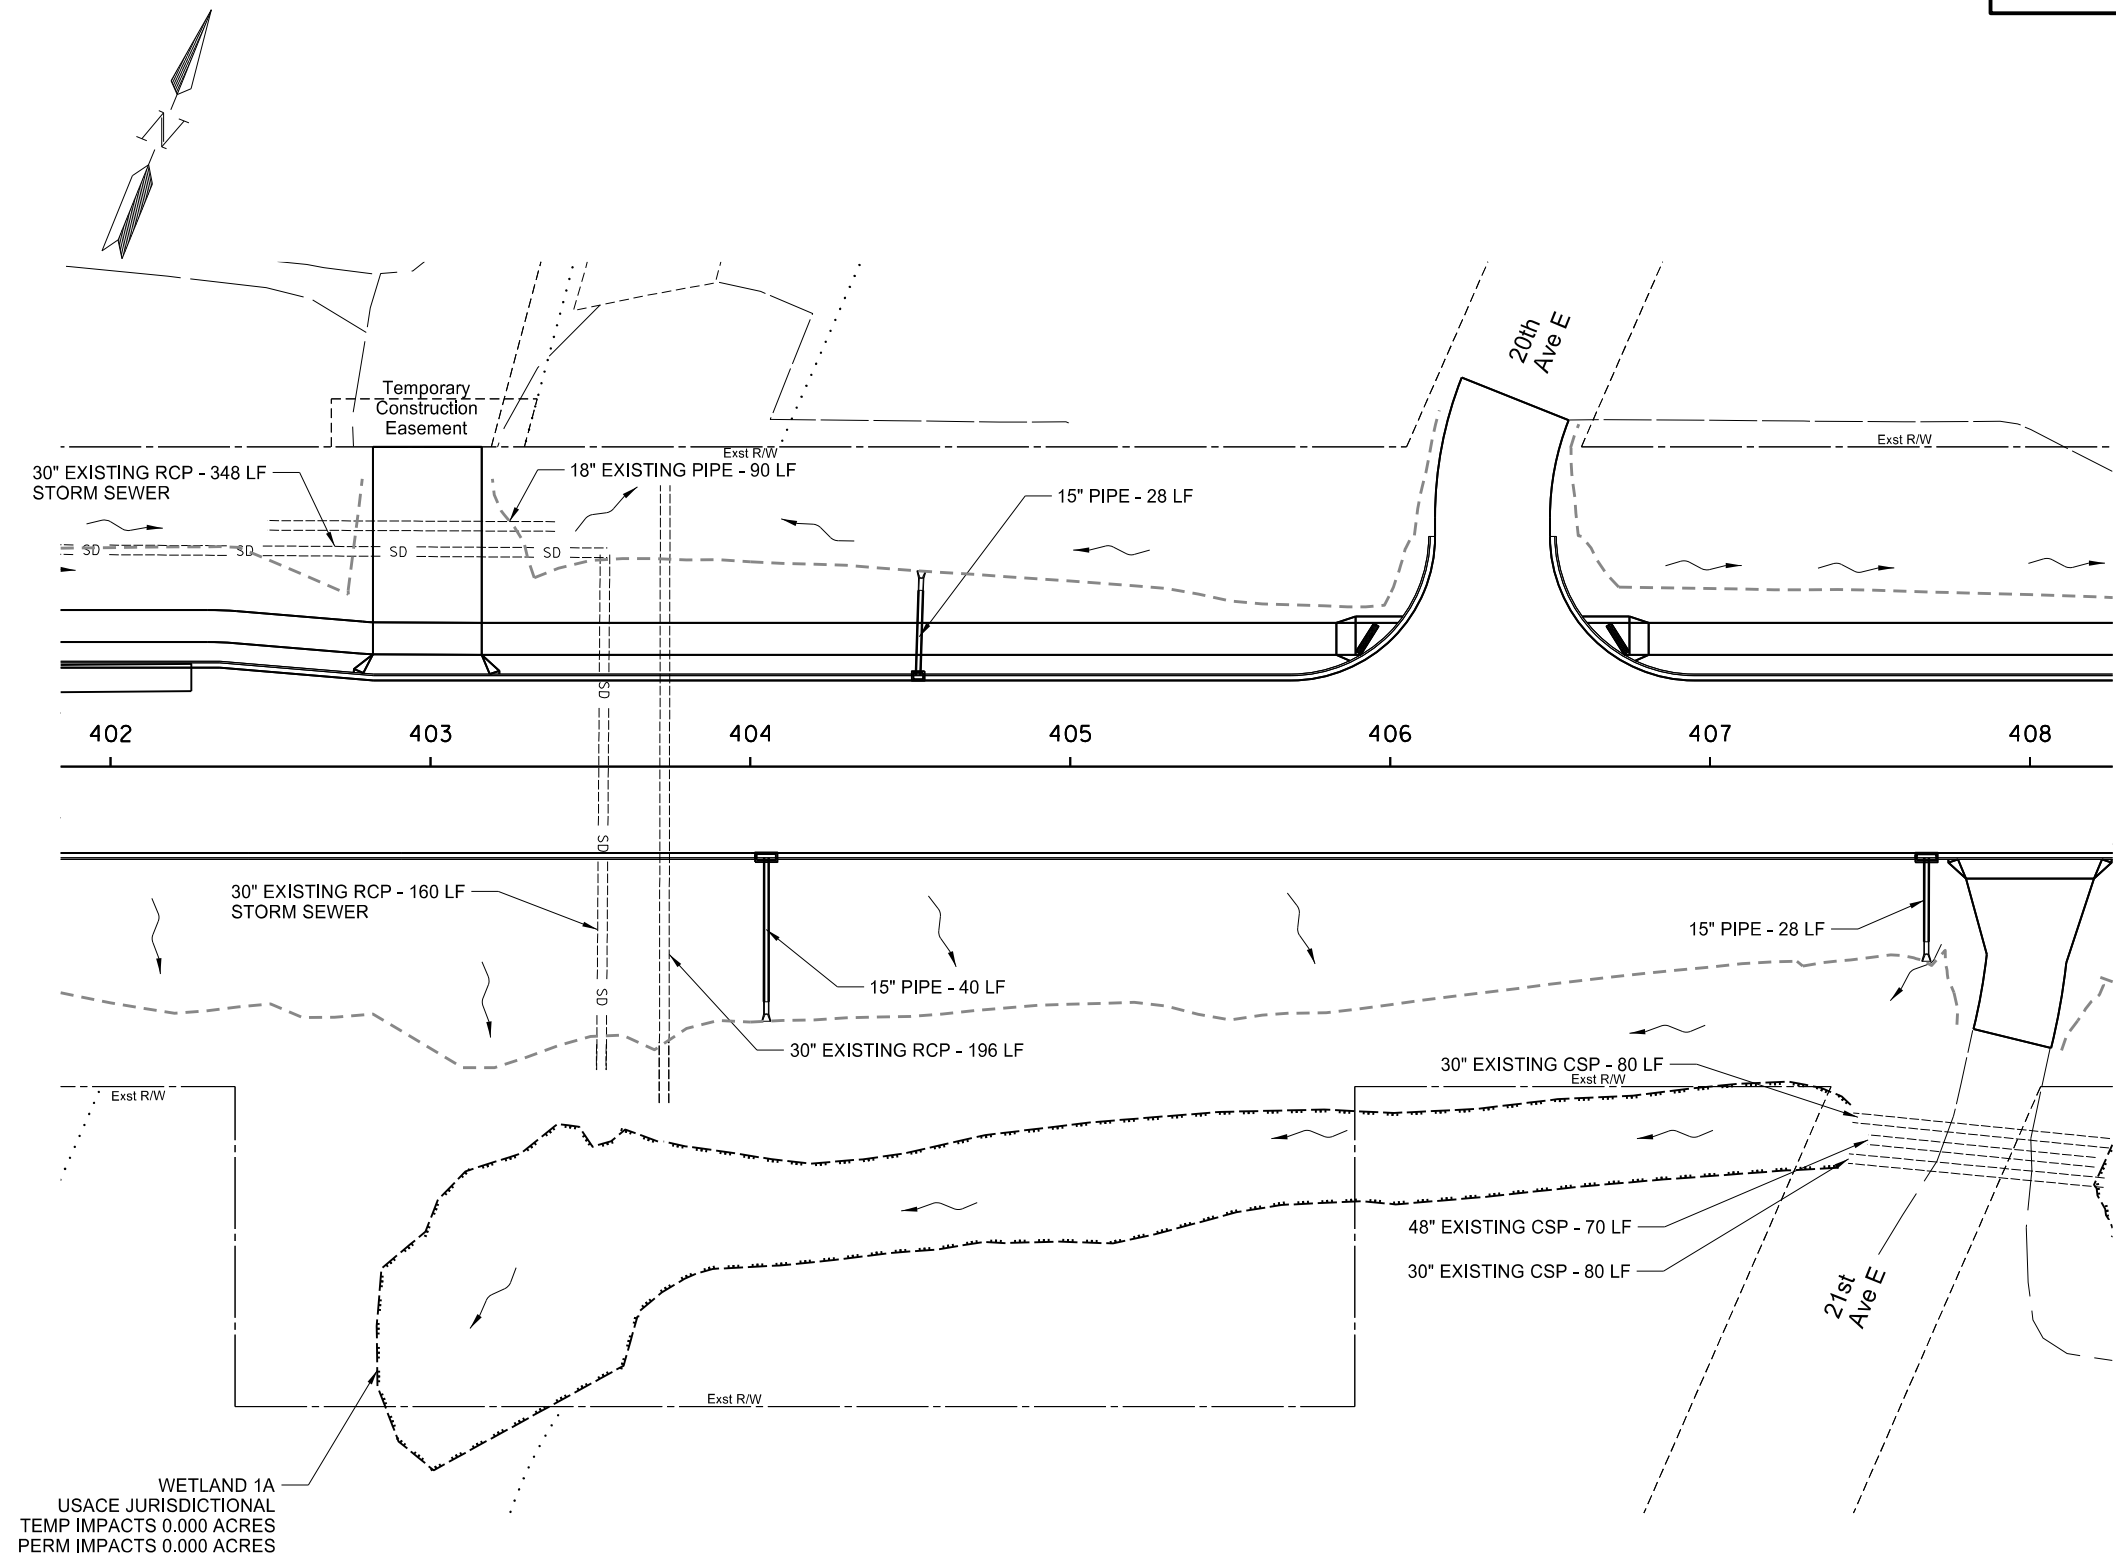 N
20th
Ave E
Temporary
Construction
Easement
Exst R/W
Exst R/W
30" EXISTING RCP - 348 LF
STORM SEWER
18" EXISTING PIPE - 90 LF
15" PIPE - 28 LF
SD
SD
SD
SD
SD
402
403
404
405
406
407
408
SD
30" EXISTING RCP - 160 LF
STORM SEWER
15" PIPE - 28 LF
SD
15" PIPE - 40 LF
30" EXISTING RCP - 196 LF
30" EXISTING CSP - 80 LF
Exst R/W
Exst R/W
48" EXISTING CSP - 70 LF
30" EXISTING CSP - 80 LF
21st
Ave E
Exst R/W
WETLAND 1A
USACE JURISDICTIONAL
TEMP IMPACTS 0.000 ACRES
PERM IMPACTS 0.000 ACRES